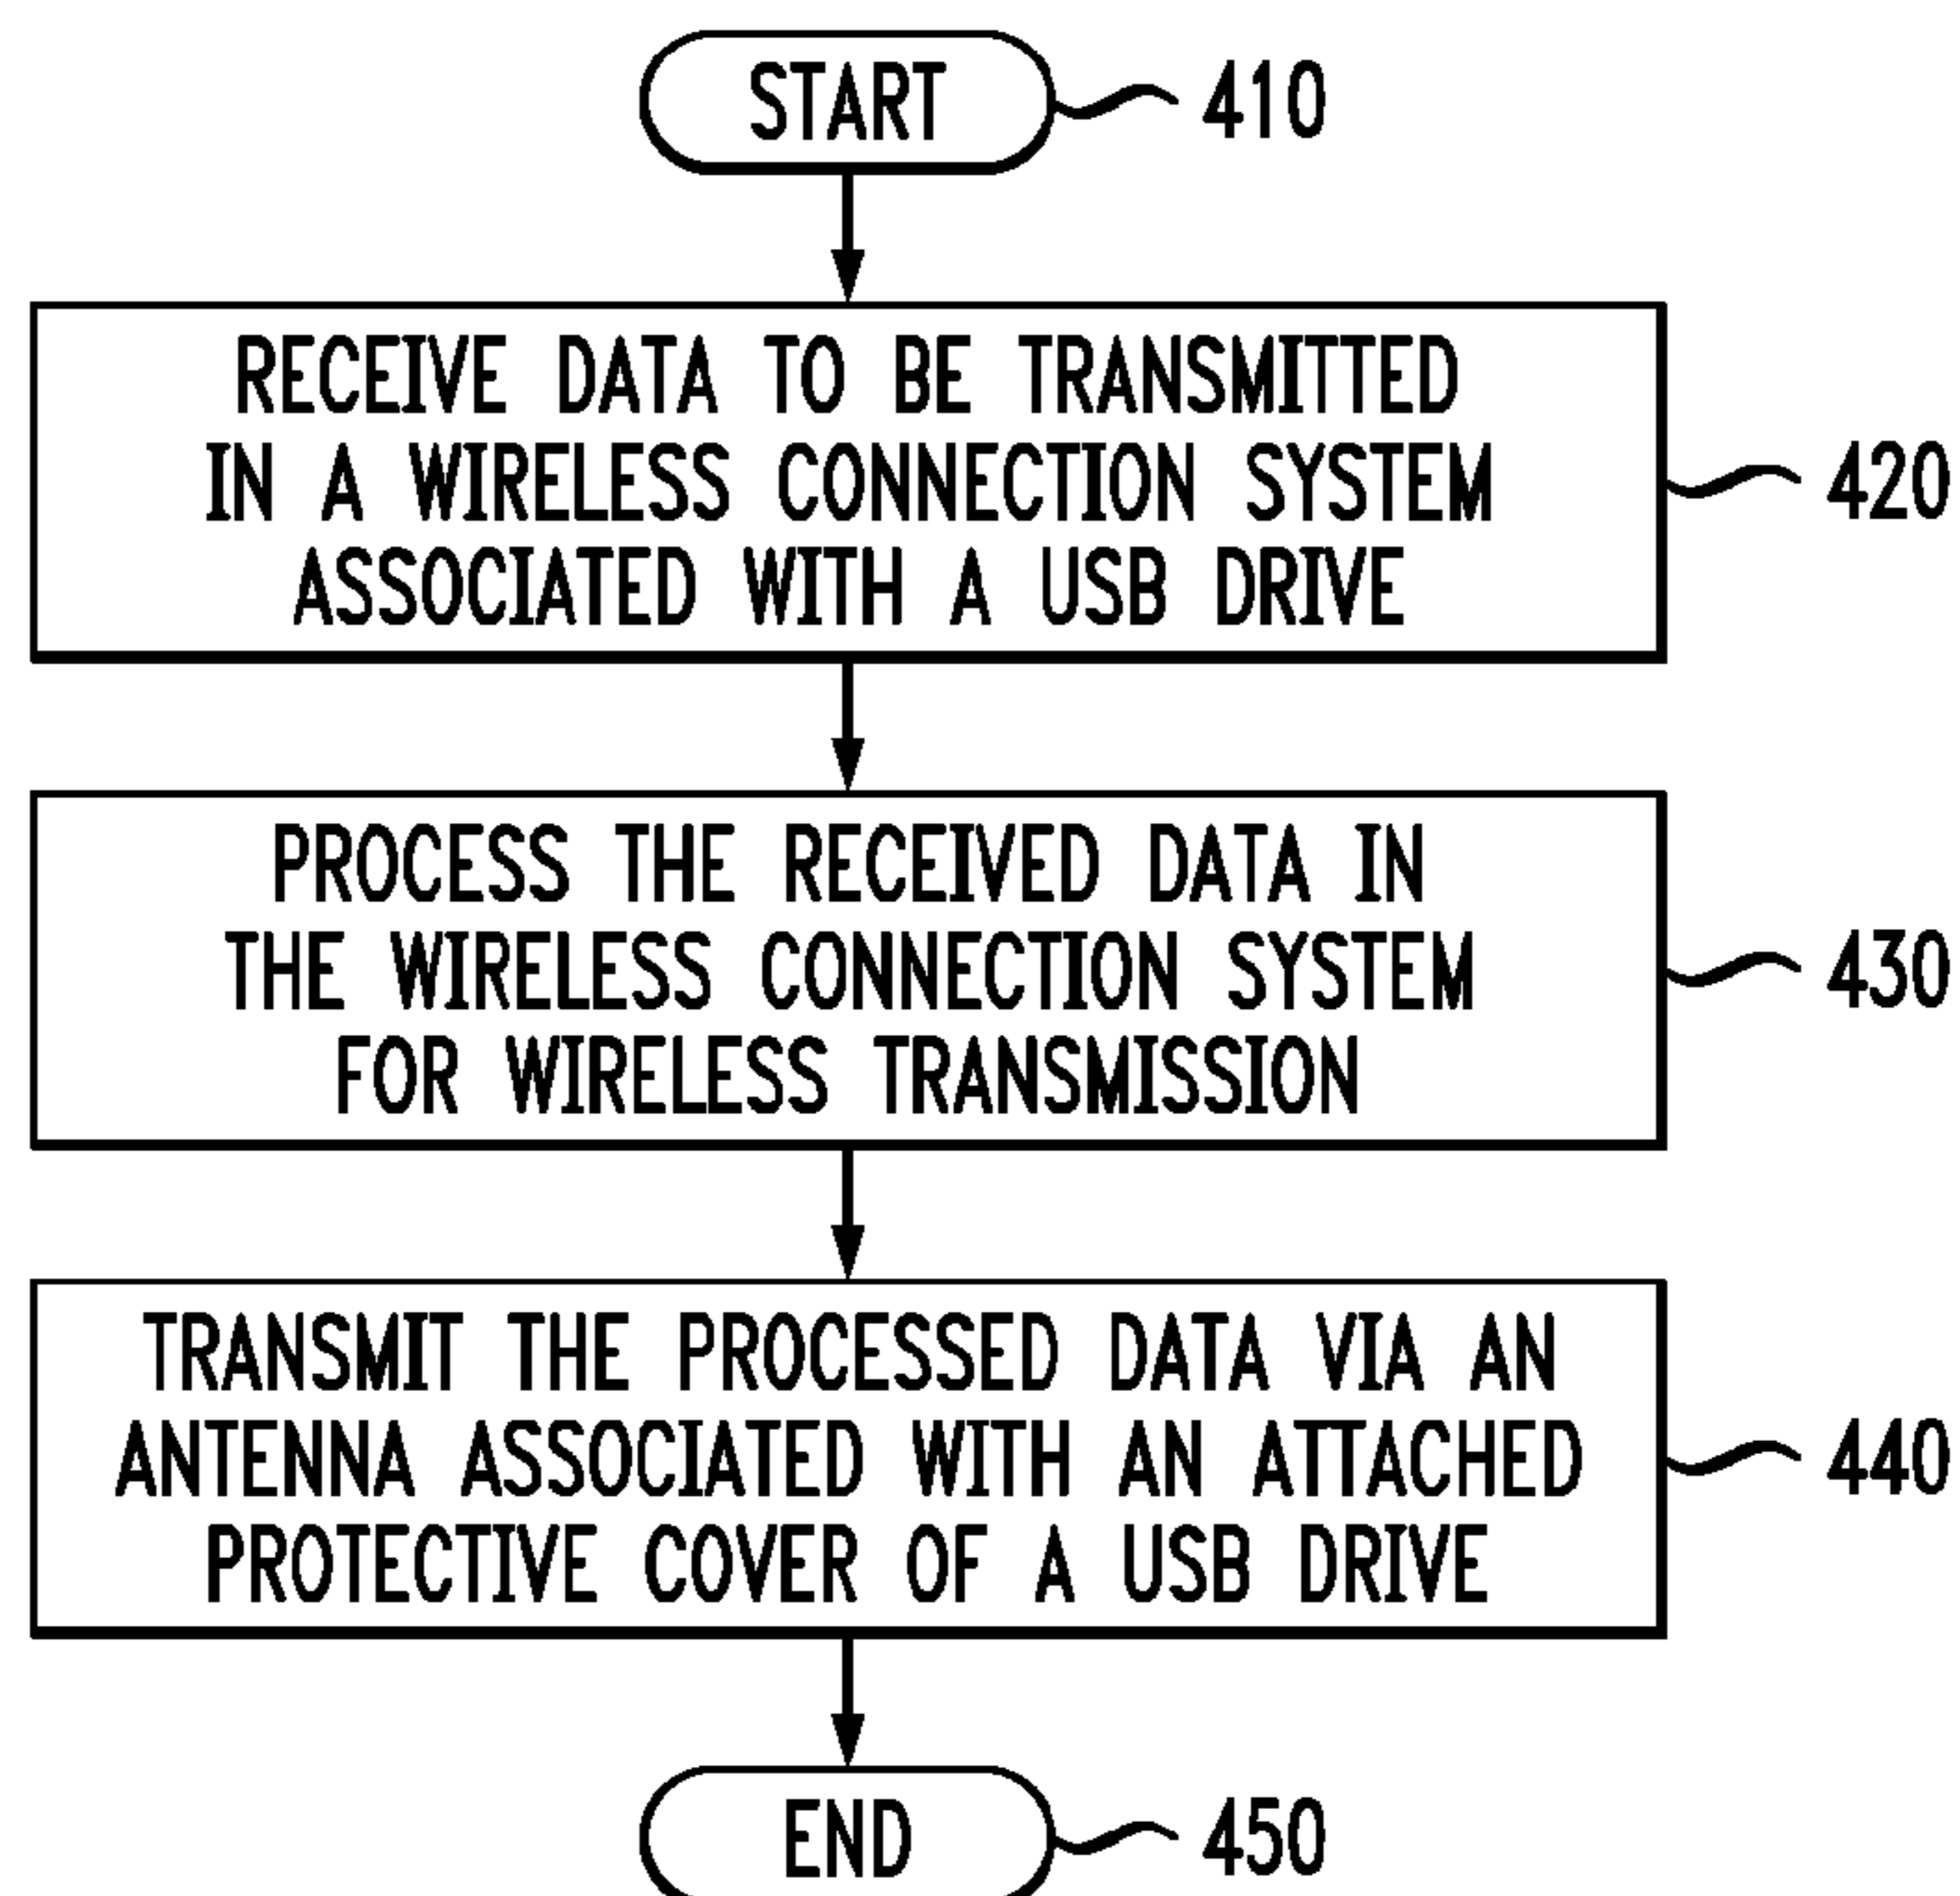 START
410
RECEIVE DATA TO BE TRANSMITTED
IN A WIRELESS CONNECTION SYSTEM
ASSOCIATED WITH A USB DRIVE
420
PROCESS THE RECEIVED DATA IN
THE WIRELESS CONNECTION SYSTEM
FOR WIRELESS TRANSMISSION
430
TRANSMIT THE PROCESSED DATA VIA AN
ANTENNA ASSOCIATED WITH AN ATTACHED
PROTECTIVE COVER OF A USB DRIVE
440
END
450